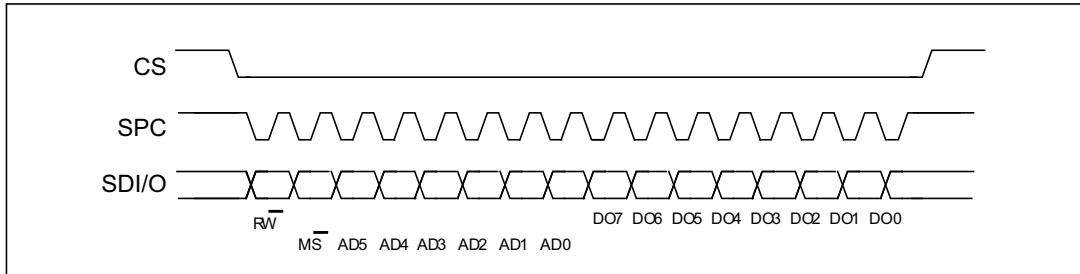 CS
SPC
SDI/O
RW DO7 DO6 DO5 DO4 DO3 DO2 DO1 DO0
MS AD5 AD4 AD3 AD2 AD1 AD0